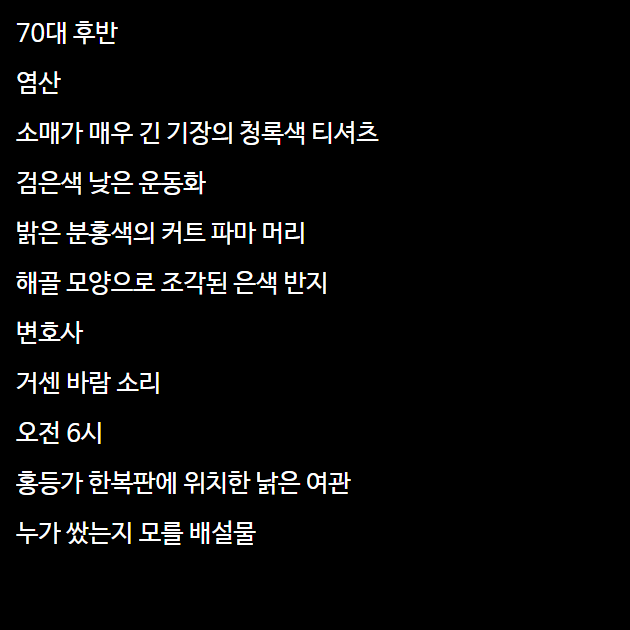 70대 후반
염산
소매가 매우 긴 기장의 청록색 티셔츠
검은색 낮은 운동화
밝은 분홍색의 커트 파마 머리
해골 모양으로 조각된 은색 반지
변호사
거센 바람 소리
오전 6시
홍등가 한복판에 위치한 낡은 여관
누가 쌌는지 모를 배설물